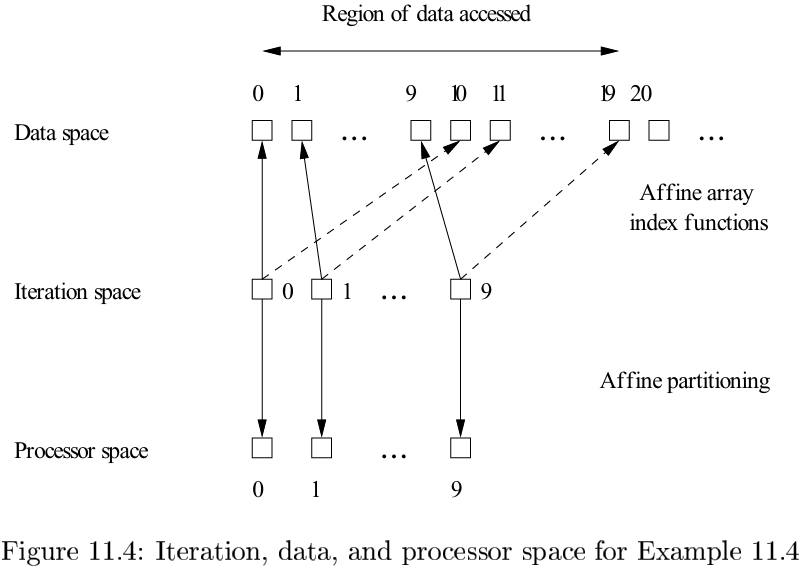 Region of data accessed
0 1 9 10 11 19 20
Data space ... ... ...
Affine array
index functions
Iteration space 0 1 ... 9
Affine partitioning
Processor space ...
0 1 9
Figure 11.4: Iteration, data, and processor space for Example 11.4